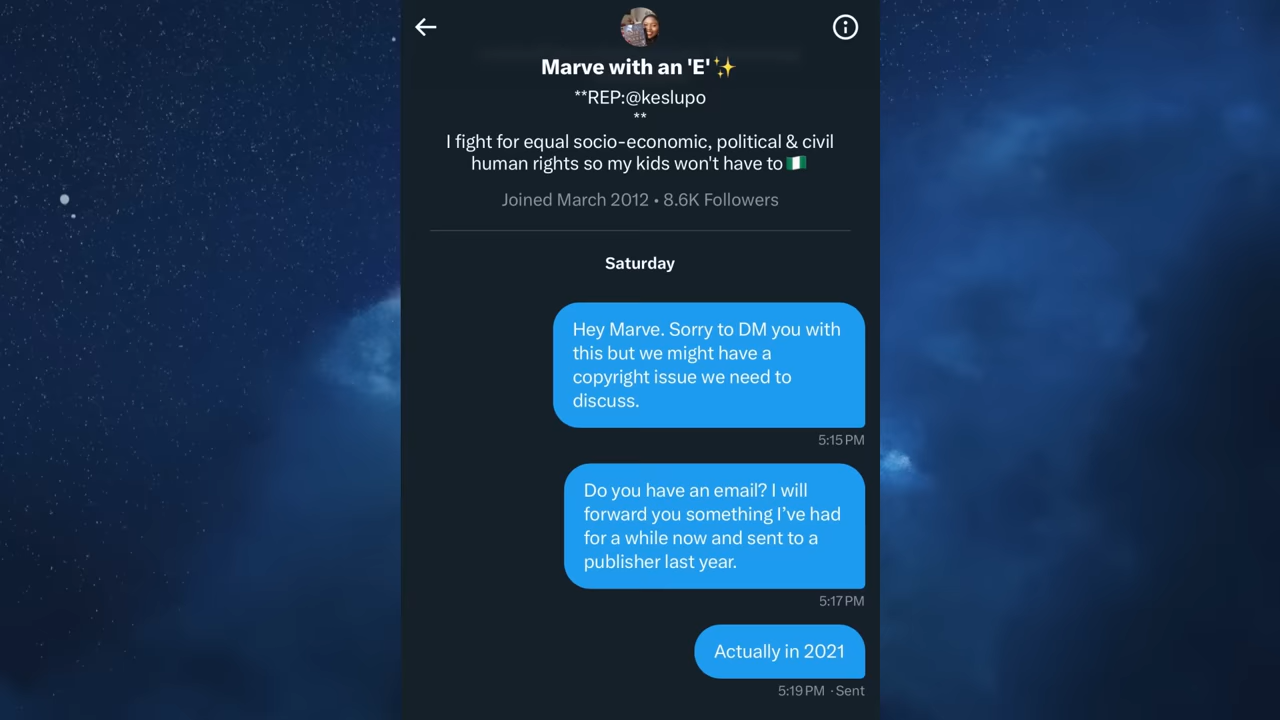 Marve with an 'E'✨
**REP:@keslupo
**
I fight for equal socio-economic, political & civil
human rights so my kids won't have to🇳🇬
Joined March 2012 • 8.6K Followers
Saturday
Hey Marve. Sorry to DM you with
this but we might have a
copyright issue we need to
discuss.
5:15 PM
Do you have an email? I will
forward you something I’ve had
for a while now and sent to a
publisher last year.
5:17 PM
Actually in 2021
5:19 PM · Sent